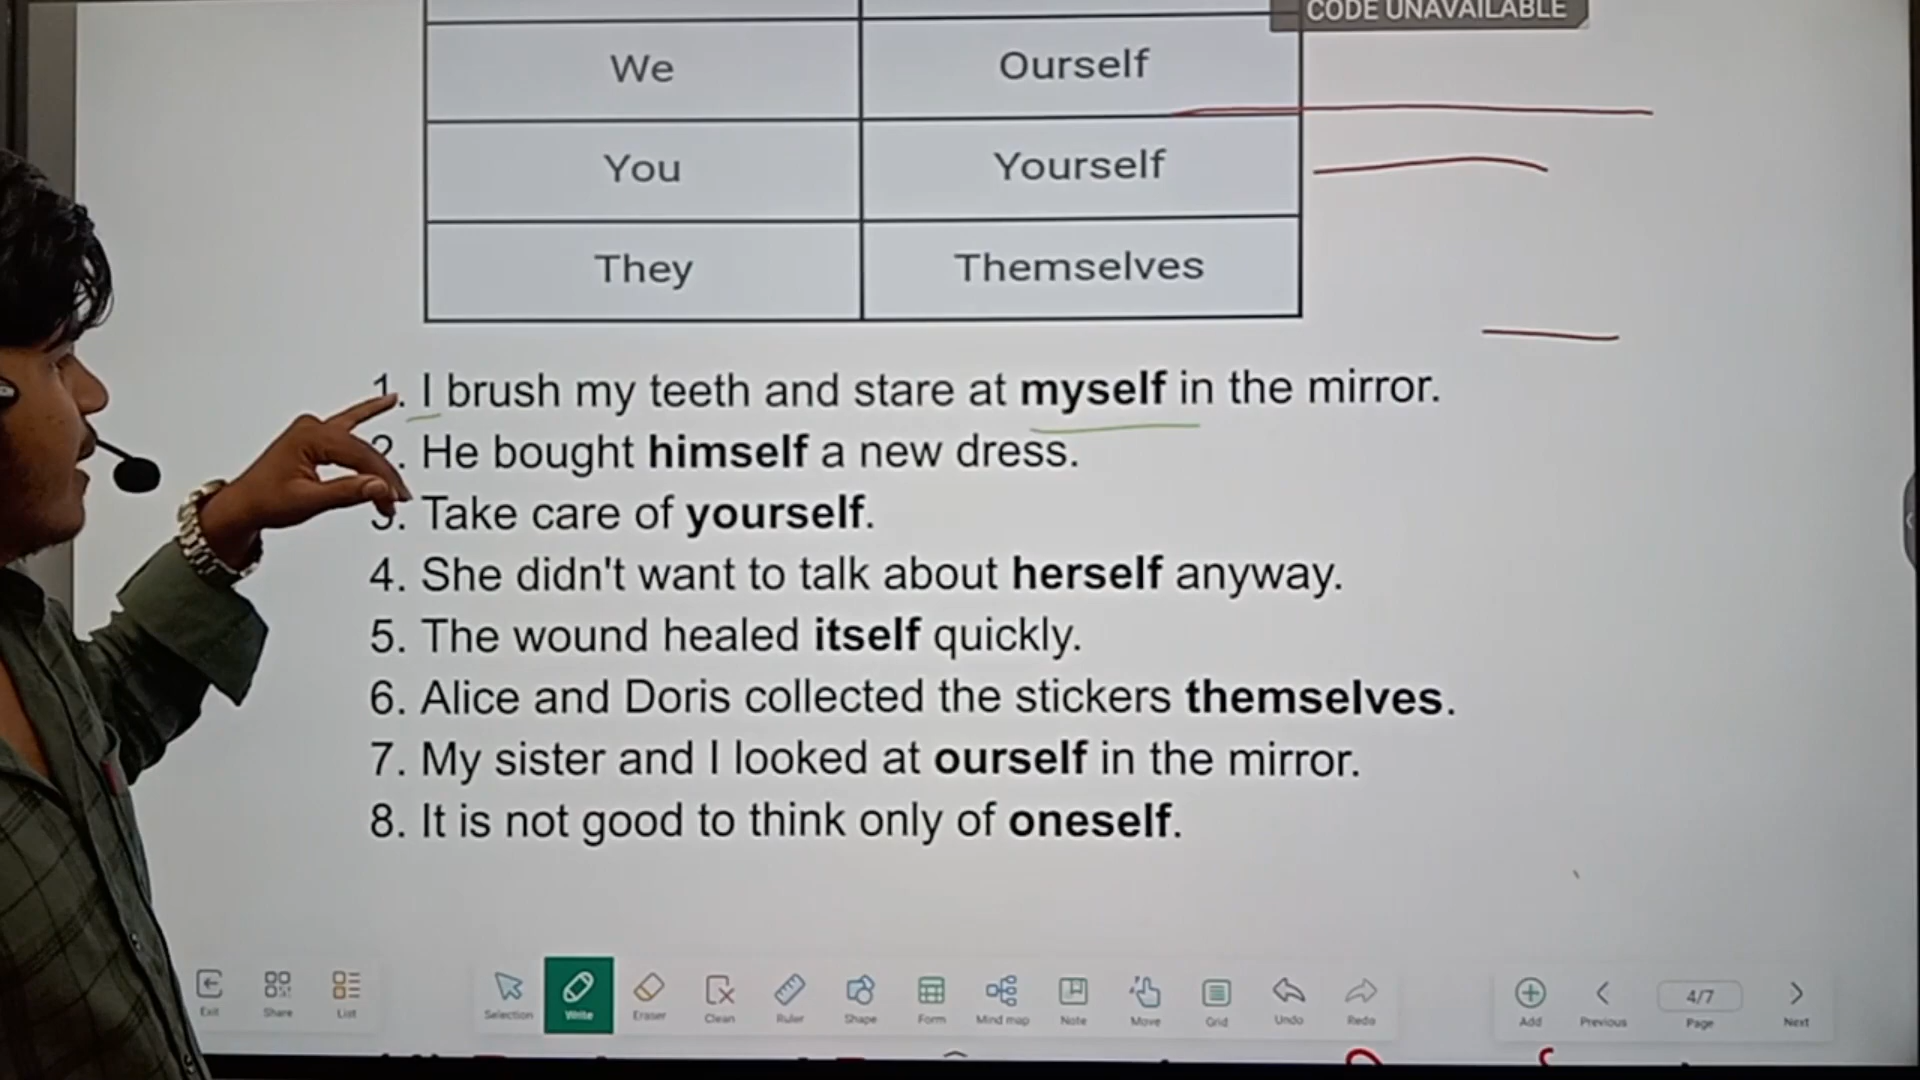 CODE UNAVAILABLE
We Ourself
You Yourself
They Themselves
1. I brush my teeth and stare at myself in the mirror.
2. He bought himself a new dress.
3. Take care of yourself.
4. She didn't want to talk about herself anyway.
5. The wound healed itself quickly.
6. Alice and Doris collected the stickers themselves.
7. My sister and I looked at ourself in the mirror.
8. It is not good to think only of oneself.
Exit Share List Selection Write Eraser Clean Ruler Shape Form Mind map Note Move Grid Undo Redo Add Previous 4/7 Page Next